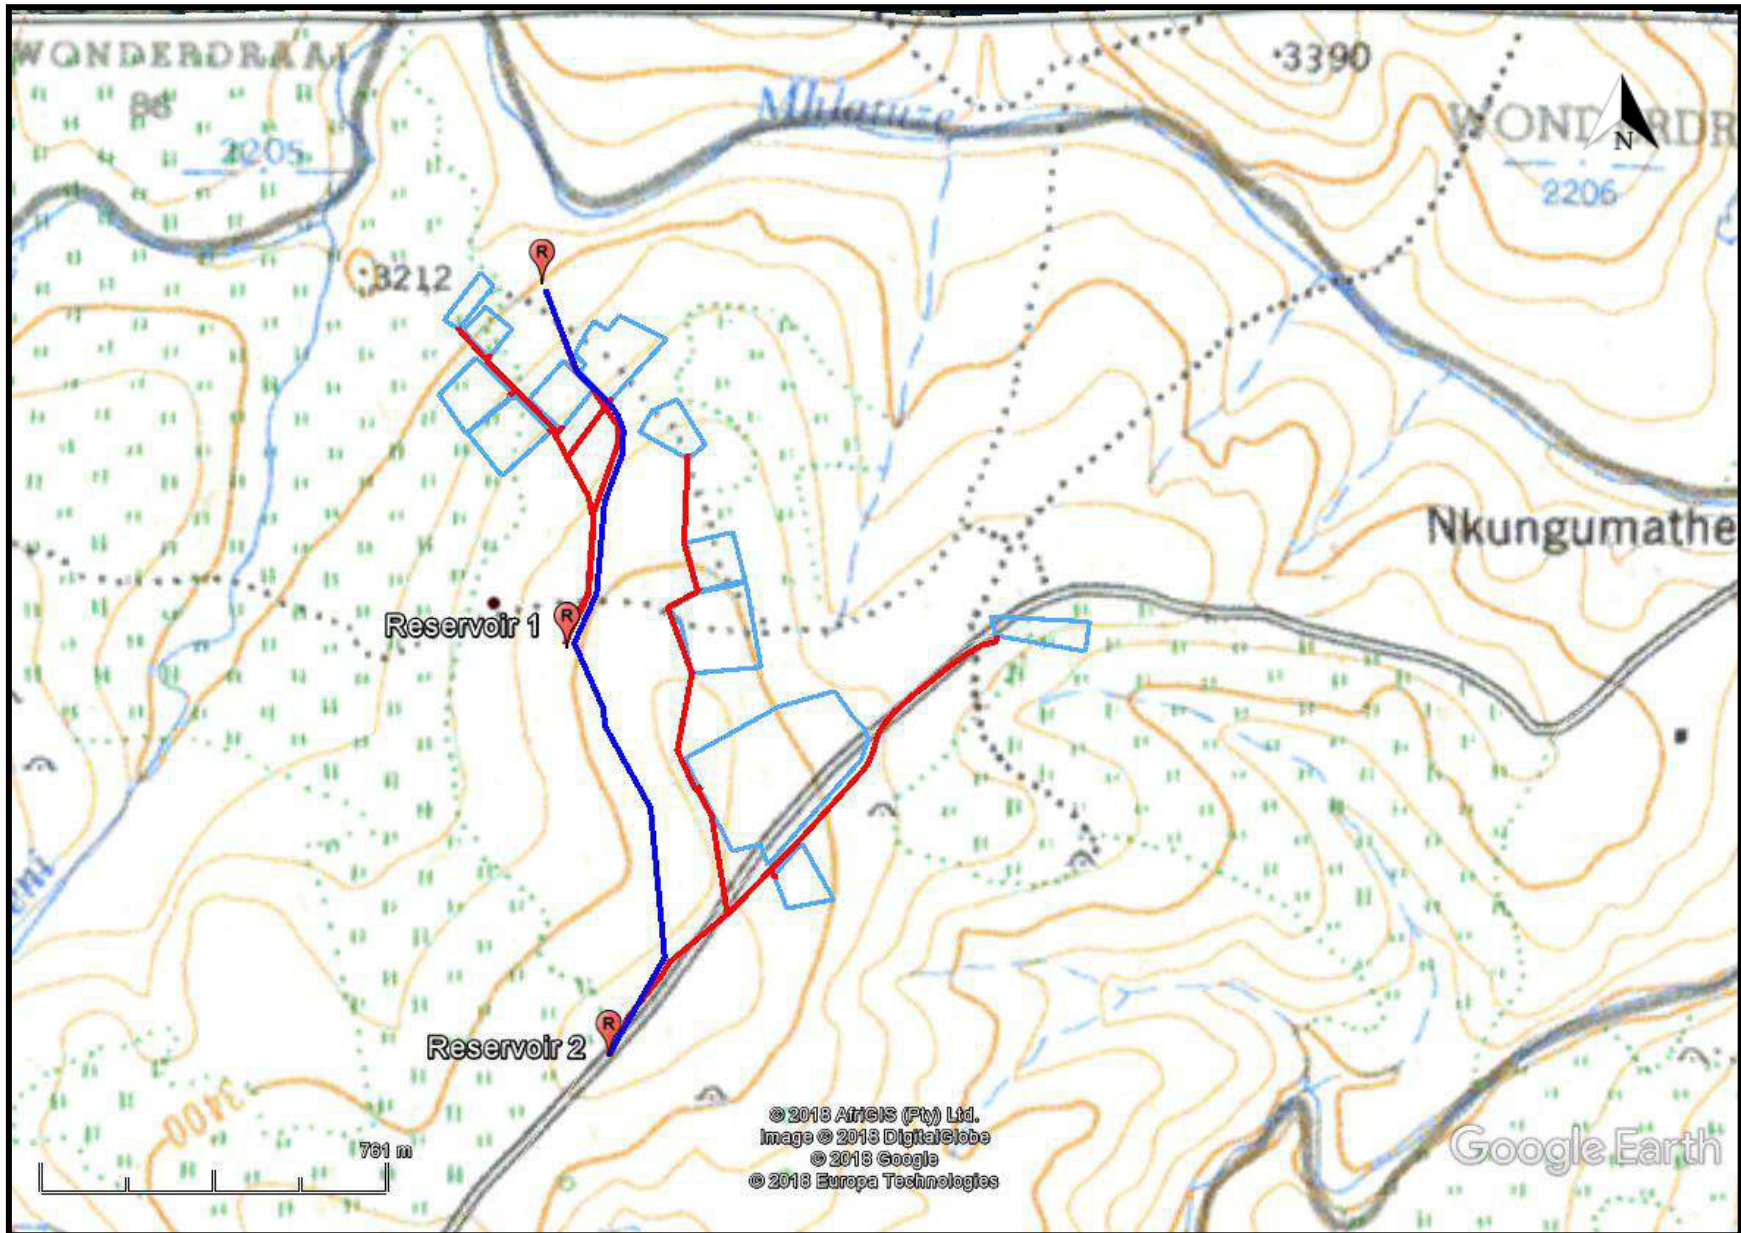 WONDERDRAAI
86
3390
Mhlatuze
WONDERDR
N
2205
2206
R
3212
Nkungumathe
R
Reservoir 1
R
Reservoir 2
3400
© 2018 AfriGIS (Pty) Ltd.
Image © 2018 DigitalGlobe
© 2018 Google
© 2018 Europa Technologies
761 m
Google Earth